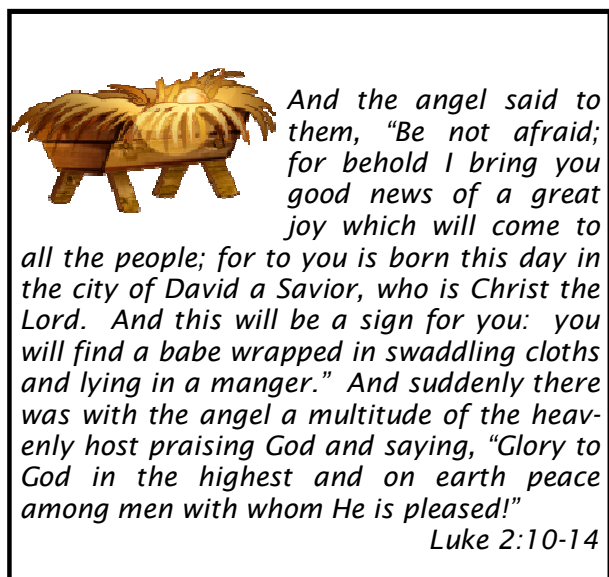 And the angel said to
them, “Be not afraid;
for behold I bring you
good news of a great
joy which will come to
all the people; for to you is born this day in
the city of David a Savior, who is Christ the
Lord.  And this will be a sign for you:  you
will find a babe wrapped in swaddling cloths
and lying in a manger.”  And suddenly there
was with the angel a multitude of the heav-
enly host praising God and saying, “Glory to
God in the highest and on earth peace
among men with whom He is pleased!”
Luke 2:10-14